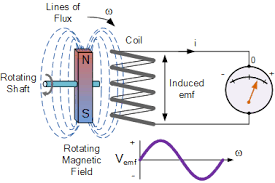 Lines of
Flux
ω
Coil
i
0
- +
N
Rotating
Shaft
Induced
emf
S
Rotating
Magnetic
Field
+
Vemf
-
ω